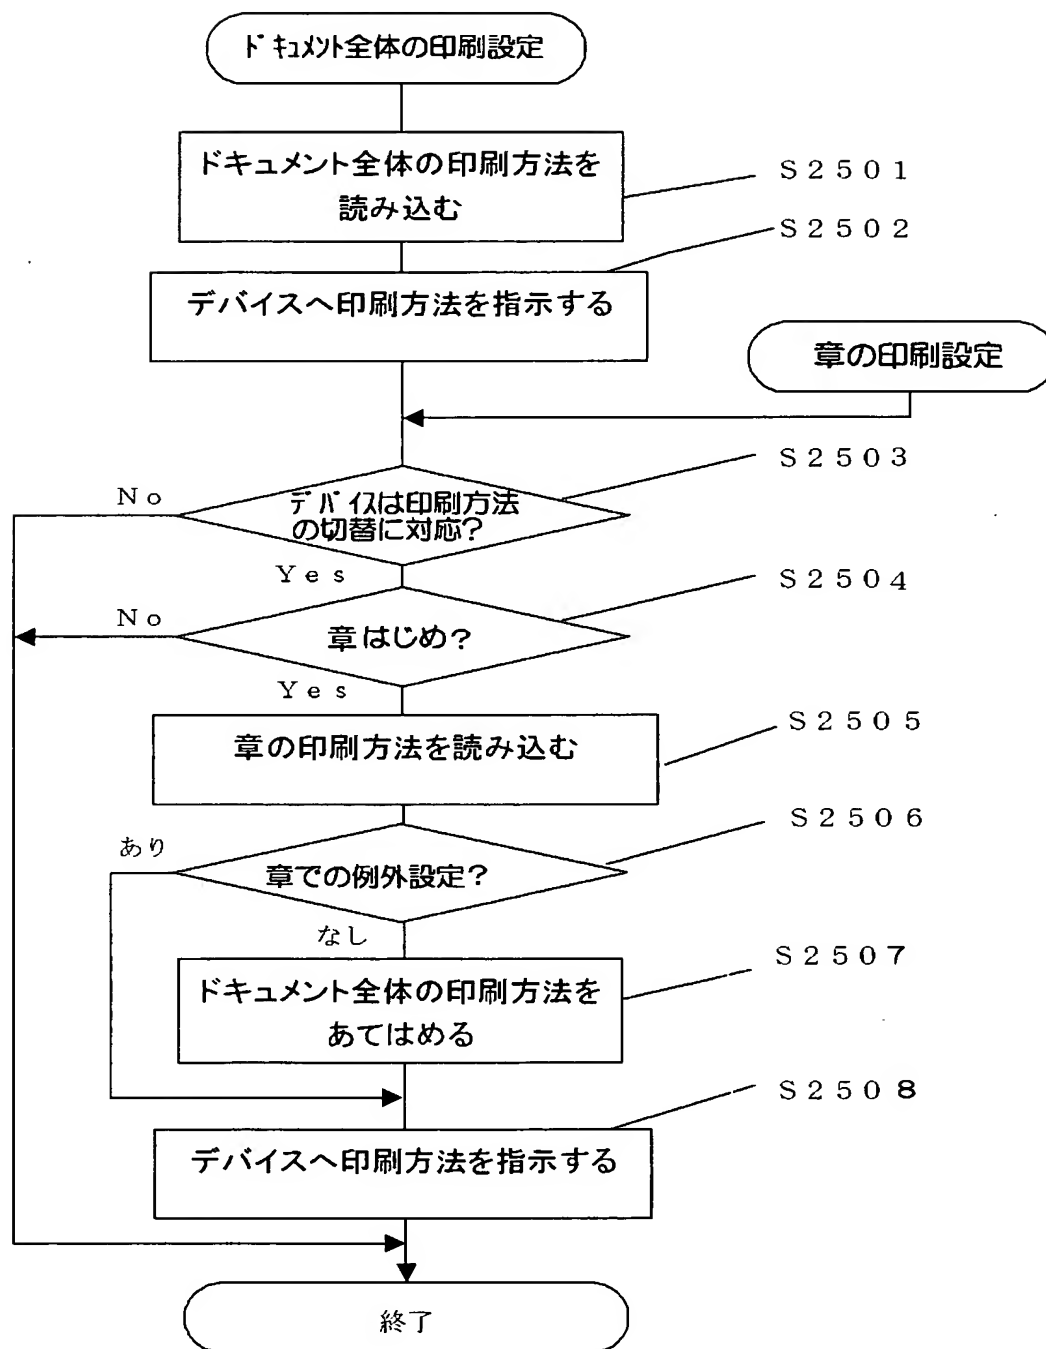 ドキュメント全体の印刷設定
ドキュメント全体の印刷方法を
読み込む
S2501
S2502
デバイスへ印刷方法を指示する
章の印刷設定
S2503
No
デバイスは印刷方法
の切替に対応?
Yes
S2504
No
章はじめ?
Yes
S2505
章の印刷方法を読み込む
S2506
あり
章での例外設定?
なし
S2507
ドキュメント全体の印刷方法を
あてはめる
S2508
デバイスへ印刷方法を指示する
終了